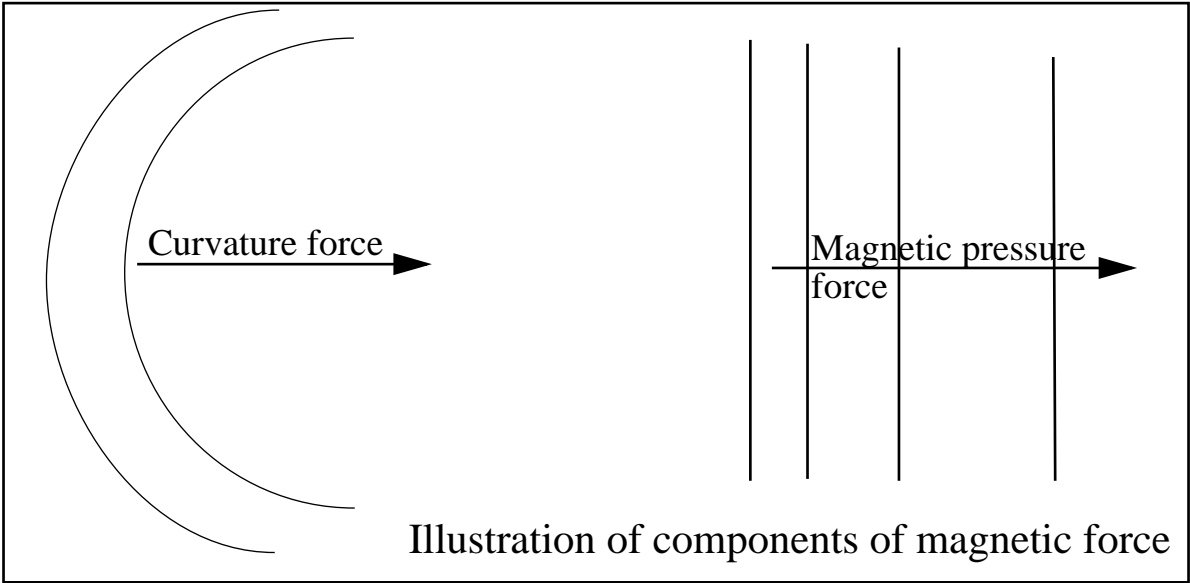 Curvature force
Magnetic pressure
force
Illustration of components of magnetic force